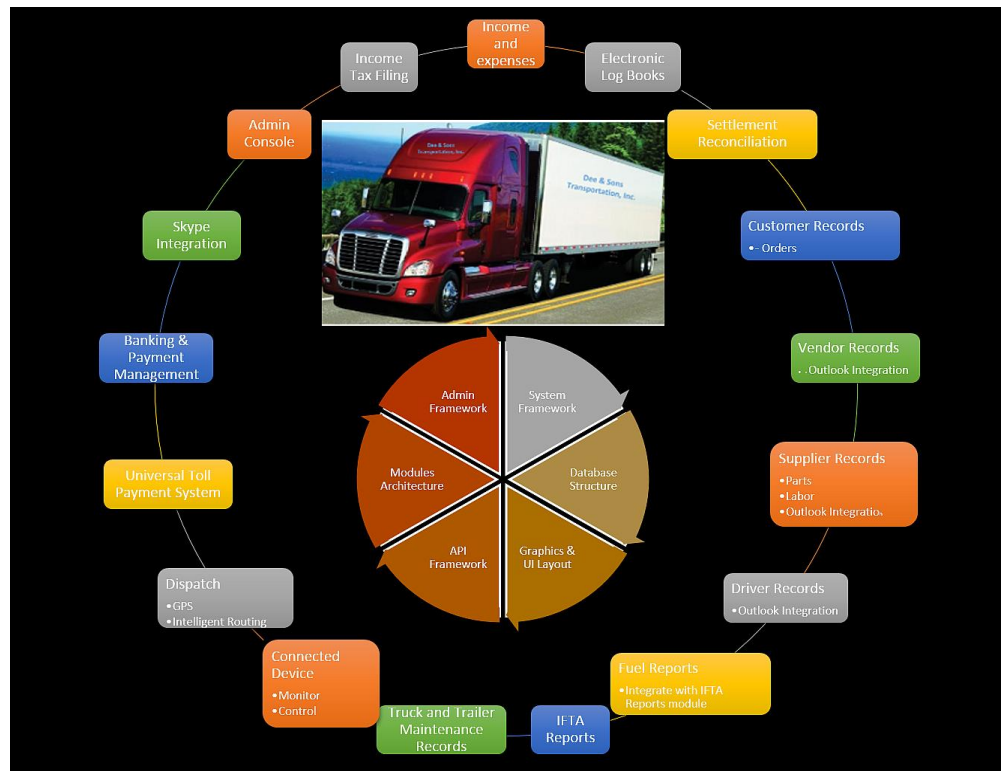 Income
and
expenses
Electronic
Log Books
Settlement
Reconciliation
Customer Records
•- Orders
Vendor Records
. .Outlook Integration
Supplier Records
•Parts
•Labor
•Outlook Integratio.
Driver Records
•Outlook Integration
Fuel Reports
•Integrate with IFTA
Reports module
IFTA
Reports
Truck and Trailer
Maintenance
Records
Connected
Device
•Monitor
•Control
Dispatch
•GPS
•Intelligent Routing
Universal Toll
Payment System
Banking &
Payment
Management
Skype
Integration
Admin
Console
Income
Tax Filing
Dee & Sons
Transportation, Inc.
Dee & Sons
Transportation, Inc.
System
Framework
Database
Structure
Graphics &
UI Layout
API
Framework
Modules
Architecture
Admin
Framework